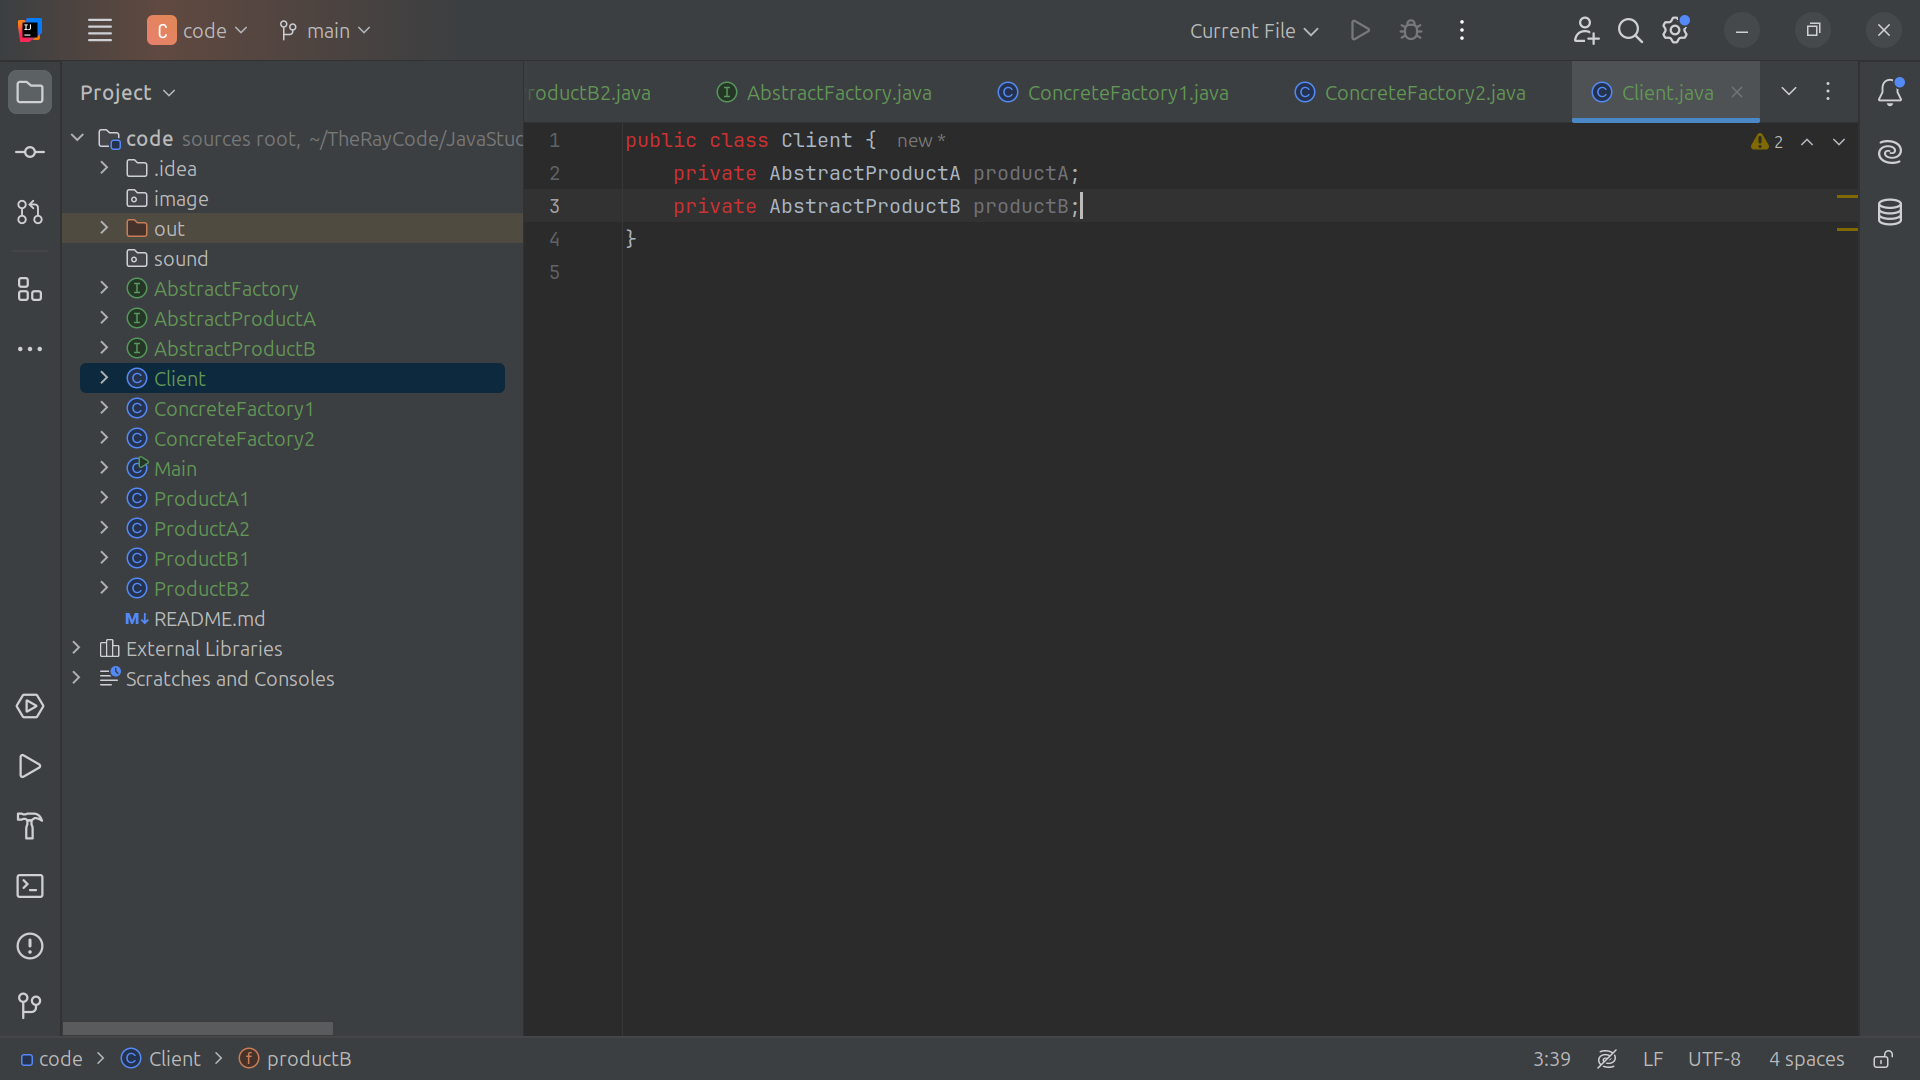 code
main
Current File
Project
roductB2.java
AbstractFactory.java
ConcreteFactory1.java
ConcreteFactory2.java
Client.java
code sources root, ~/TheRayCode/JavaStuc
.idea
image
out
sound
AbstractFactory
AbstractProductA
AbstractProductB
Client
ConcreteFactory1
ConcreteFactory2
Main
ProductA1
ProductA2
ProductB1
ProductB2
README.md
External Libraries
Scratches and Consoles
1 public class Client { new *
2 private AbstractProductA productA;
3 private AbstractProductB productB;
4 }
5
2
code > Client > productB
3:39 LF UTF-8 4 spaces